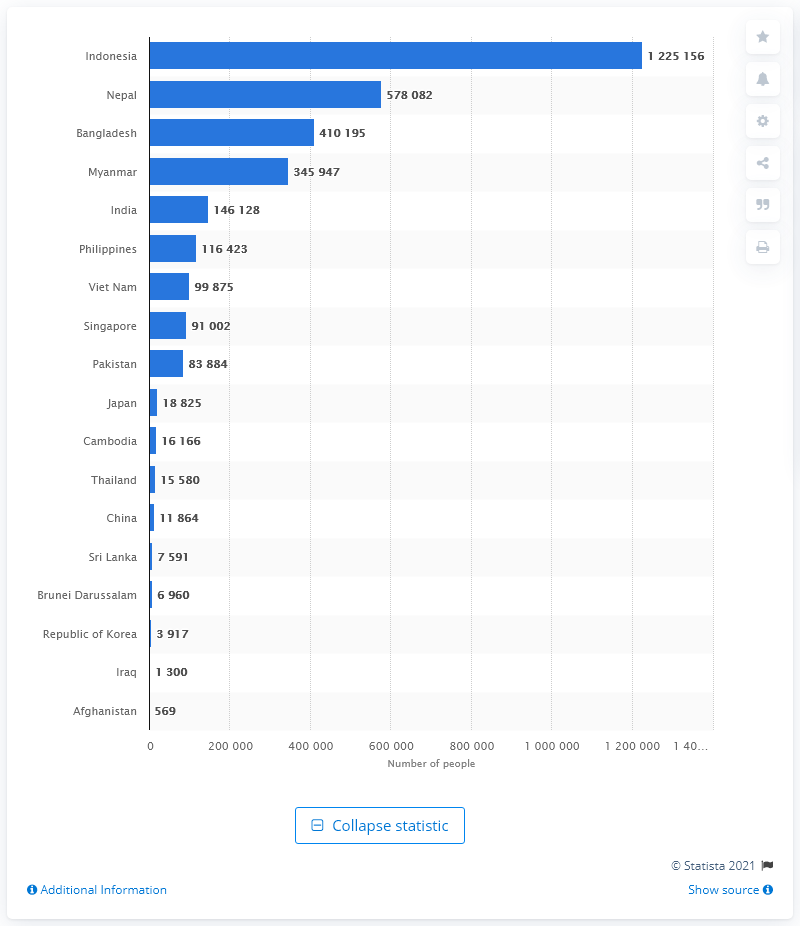 Indonesia 1 225 156
Nepal 578 082
Bangladesh 410 195
Myanmar 345 947
India 146 128
Philippines 116 423
Viet Nam 99 875
Singapore 91 002
Pakistan 83 884
Japan 18 825
Cambodia 16 166
Thailand 15 580
China 11 864
Sri Lanka 7 591
Brunei Darussalam 6 960
Republic of Korea 3 917
Iraq 1 300
Afghanistan 569
0 200 000 400 000 600 000 800 000 1 000 000 1 200 000 1 40…
Number of people
Collapse statistic
© Statista 2021
Additional Information Show source